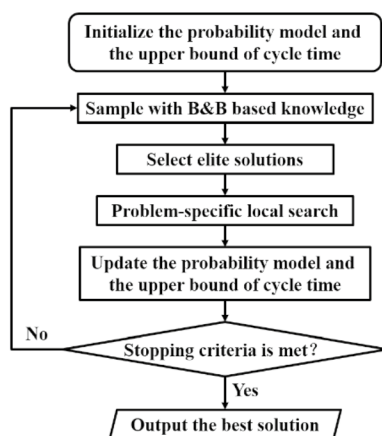 Initialize the probability model and
the upper bound of cycle time
Sample with B&B based knowledge
Select elite solutions
Problem-specific local search
Update the probability model and
the upper bound of cycle time
No
Stopping criteria is met?
Yes
Output the best solution